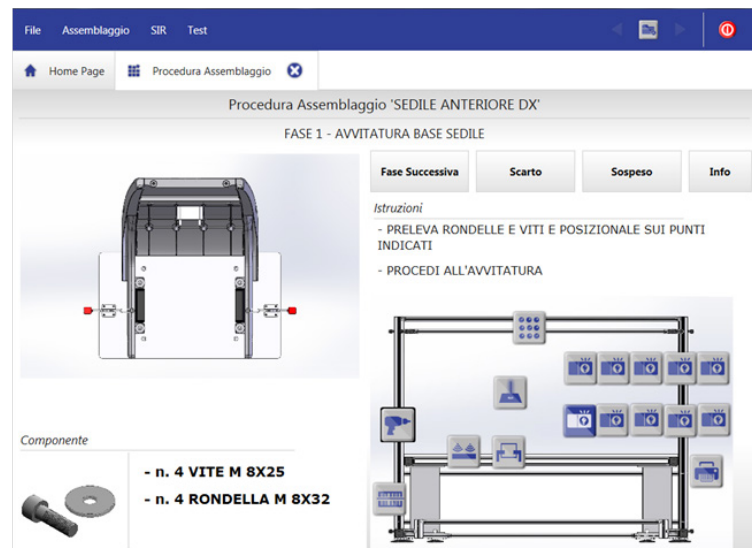 File Assemblaggio SIR Test
Home Page Procedura Assemblaggio
Procedura Assemblaggio 'SEDILE ANTERIORE DX'
FASE 1 - AVVITATURA BASE SEDILE
Fase Successiva Scarto Sospeso Info
Istruzioni
- PRELEVA RONDELLE E VITI E POSIZIONALE SUI PUNTI
INDICATI
- PROCEDI ALL'AVVITATURA
Componente
- n. 4 VITE M 8X25
- n. 4 RONDELLA M 8X32